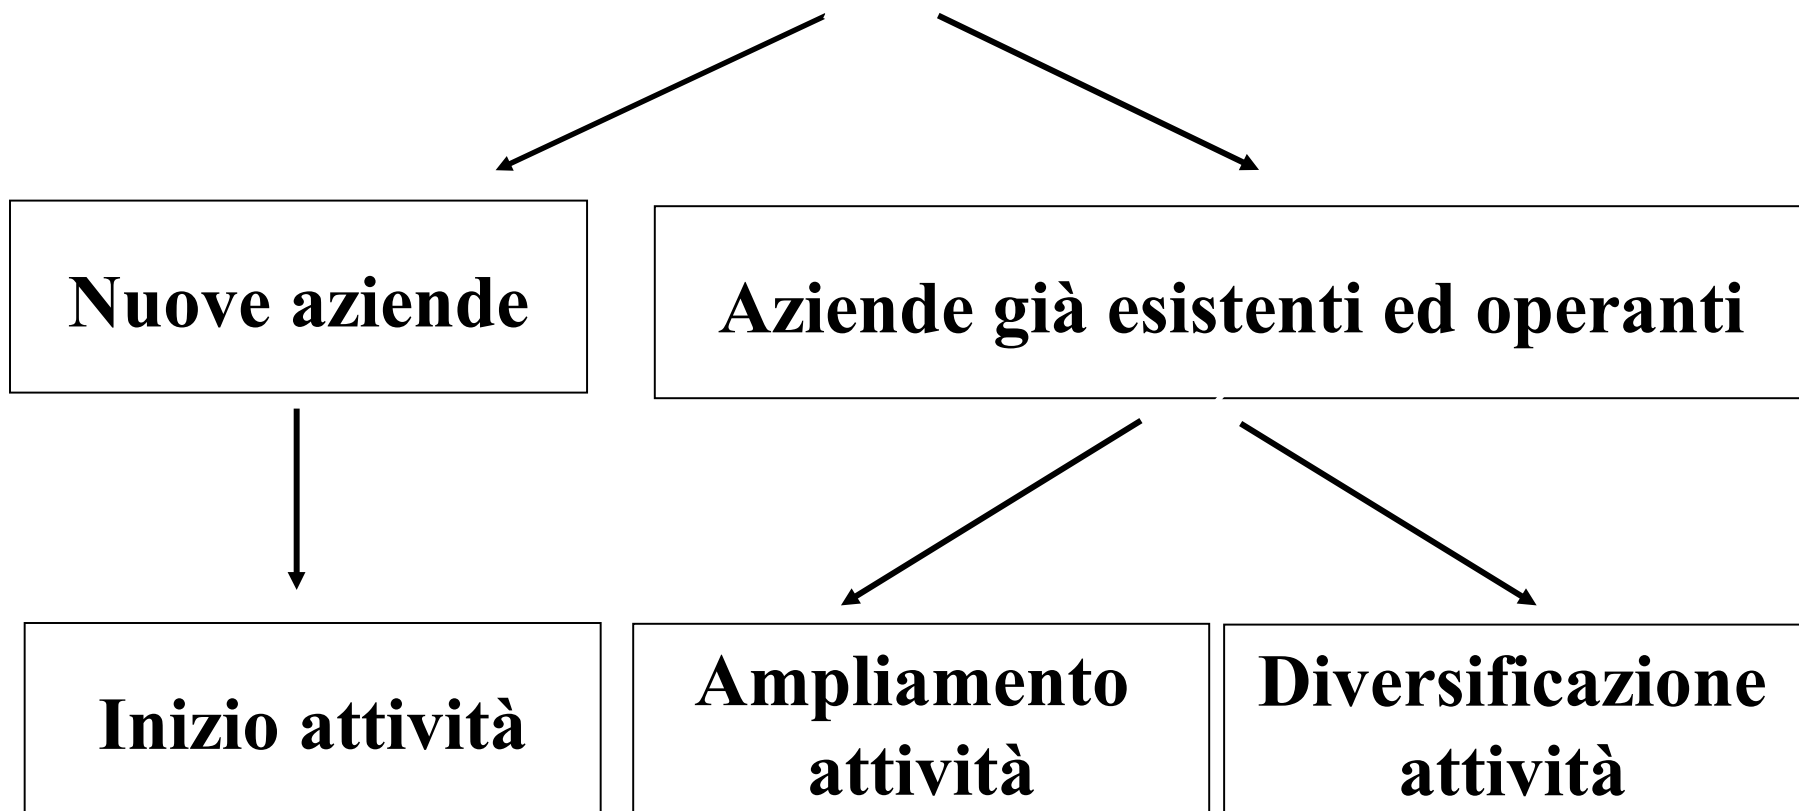 Nuove aziende
Aziende già esistenti ed operanti
Inizio attività
Ampliamento
attività
Diversificazione
attività